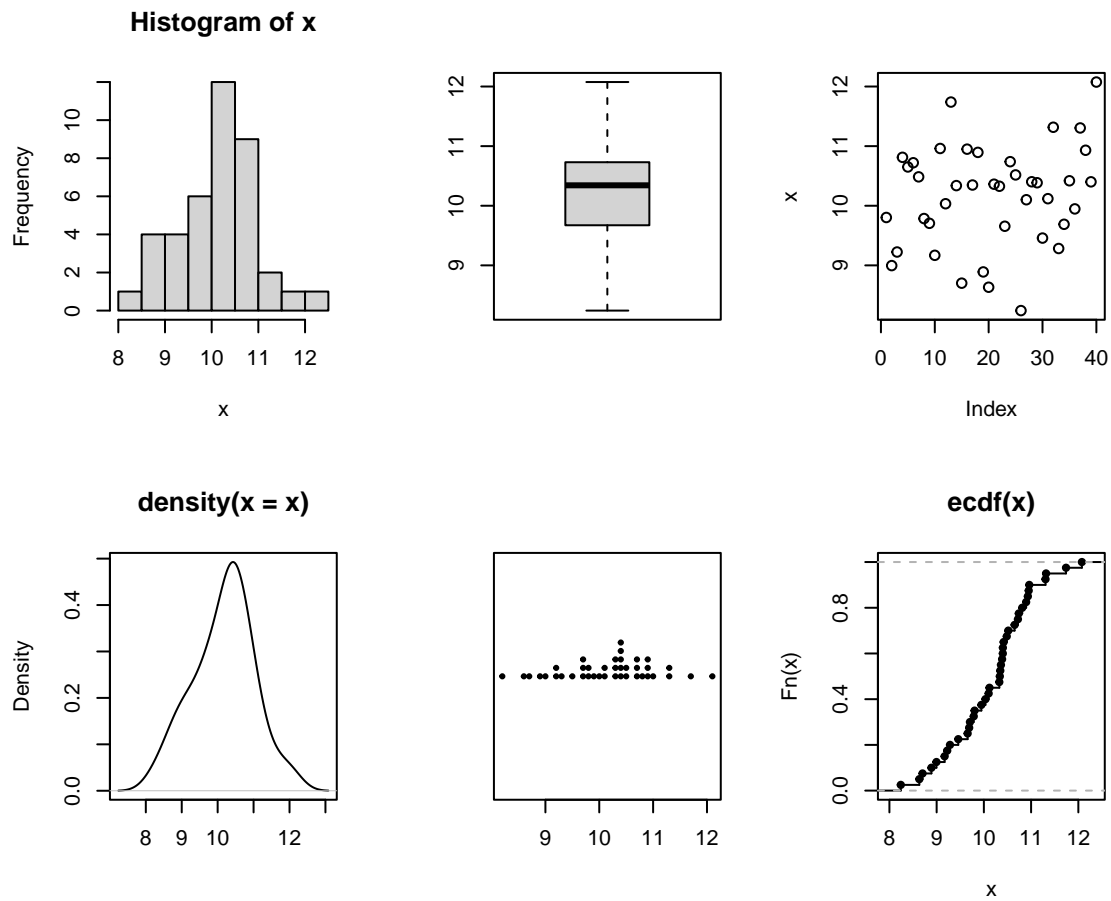 Histogram of x
Frequency
0 2 4 6 8 10
8 9 10 11 12
x
9 10 11 12
x
9 10 11 12
0 10 20 30 40
Index
density(x = x)
Density
0.0 0.2 0.4
8 9 10 12
9 10 11 12
ecdf(x)
Fn(x)
0.0 0.4 0.8
8 9 10 11 12
x